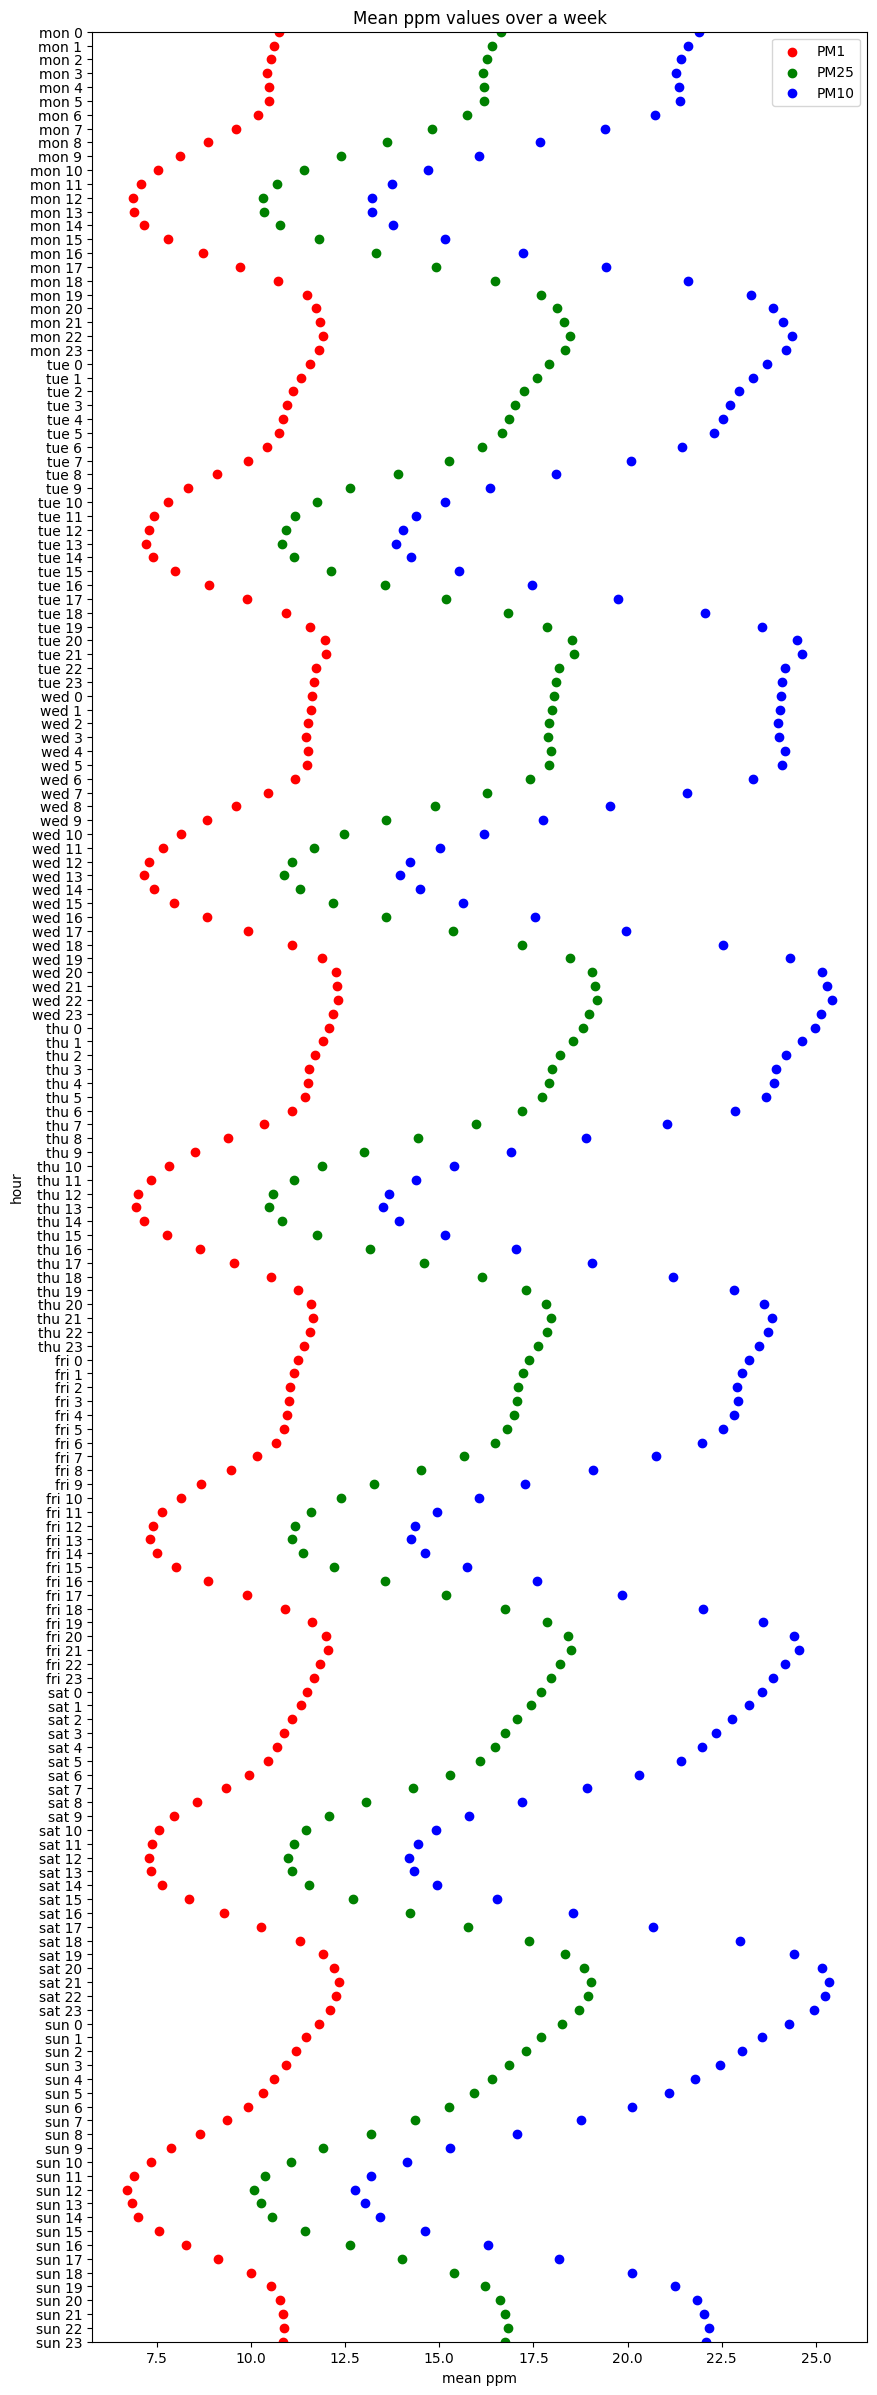 Mean ppm values over a week
PM1
PM25
PM10
mon 0
mon 1
mon 2
mon 3
mon 4
mon 5
mon 6
mon 7
mon 8
mon 9
mon 10
mon 11
mon 12
mon 13
mon 14
mon 15
mon 16
mon 17
mon 18
mon 19
mon 20
mon 21
mon 22
mon 23
tue 0
tue 1
tue 2
tue 3
tue 4
tue 5
tue 6
tue 7
tue 8
tue 9
tue 10
tue 11
tue 12
tue 13
tue 14
tue 15
tue 16
tue 17
tue 18
tue 19
tue 20
tue 21
tue 22
tue 23
wed 0
wed 1
wed 2
wed 3
wed 4
wed 5
wed 6
wed 7
wed 8
wed 9
wed 10
wed 11
wed 12
wed 13
wed 14
wed 15
wed 16
wed 17
wed 18
wed 19
wed 20
wed 21
wed 22
wed 23
thu 0
thu 1
thu 2
thu 3
thu 4
thu 5
thu 6
thu 7
thu 8
thu 9
thu 10
thu 11
thu 12
thu 13
thu 14
thu 15
thu 16
thu 17
thu 18
thu 19
thu 20
thu 21
thu 22
thu 23
fri 0
fri 1
fri 2
fri 3
fri 4
fri 5
fri 6
fri 7
fri 8
fri 9
fri 10
fri 11
fri 12
fri 13
fri 14
fri 15
fri 16
fri 17
fri 18
fri 19
fri 20
fri 21
fri 22
fri 23
sat 0
sat 1
sat 2
sat 3
sat 4
sat 5
sat 6
sat 7
sat 8
sat 9
sat 10
sat 11
sat 12
sat 13
sat 14
sat 15
sat 16
sat 17
sat 18
sat 19
sat 20
sat 21
sat 22
sat 23
sun 0
sun 1
sun 2
sun 3
sun 4
sun 5
sun 6
sun 7
sun 8
sun 9
sun 10
sun 11
sun 12
sun 13
sun 14
sun 15
sun 16
sun 17
sun 18
sun 19
sun 20
sun 21
sun 22
sun 23
hour
7.5 10.0 12.5 15.0 17.5 20.0 22.5 25.0
mean ppm